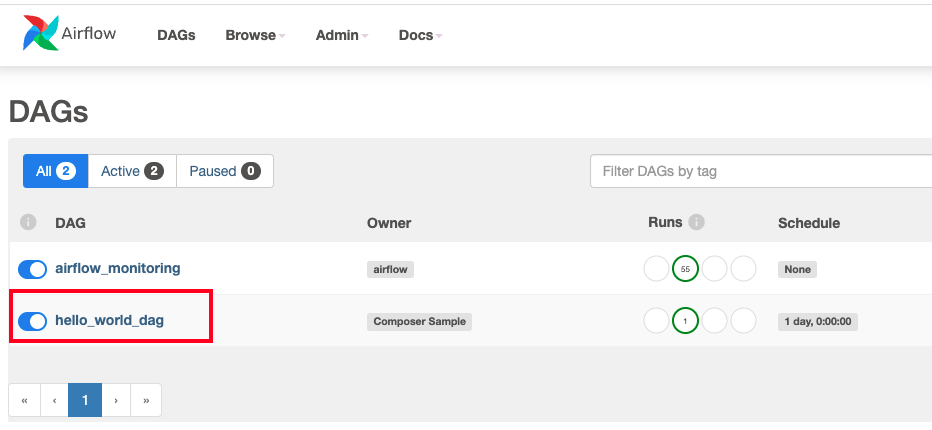 Airflow DAGs Browse Admin Docs
DAGs
All 2 Active 2 Paused 0 Filter DAGs by tag
i DAG Owner Runs i Schedule
airflow_monitoring airflow 55 None
hello_world_dag Composer Sample 1 1 day, 0:00:00
« ‹ 1 › »